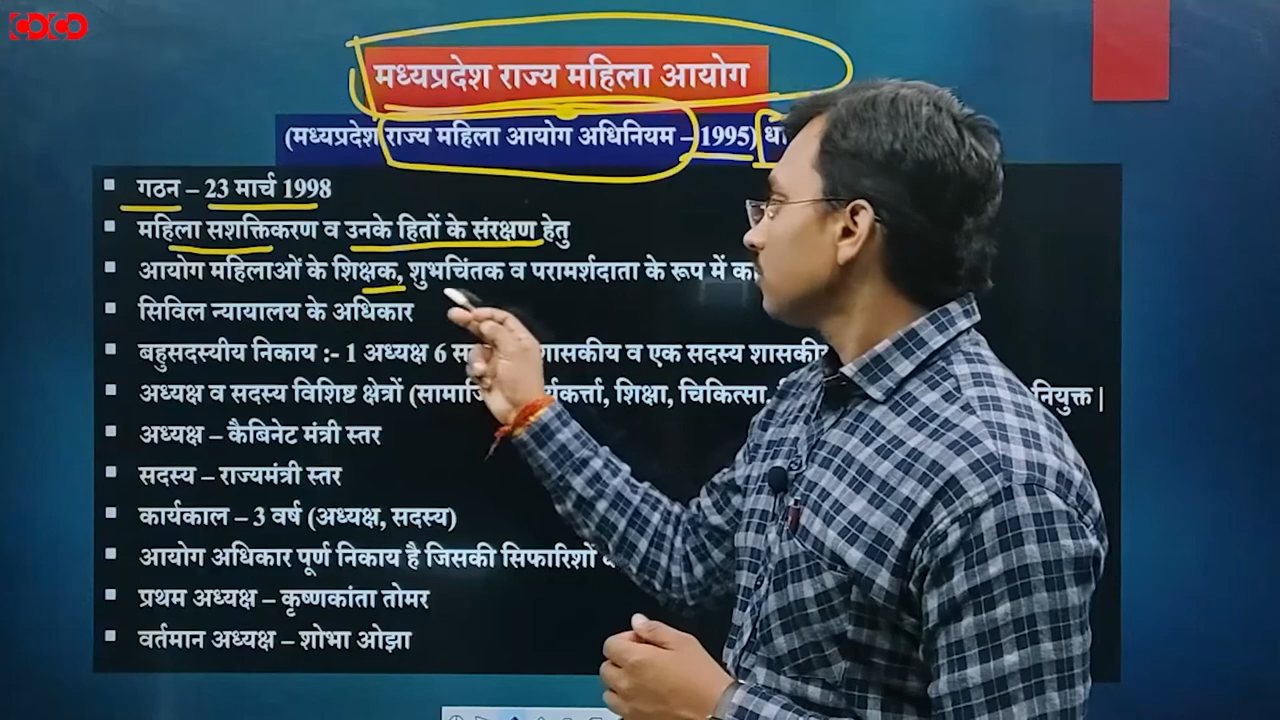 COCO
मध्यप्रदेश राज्य महिला आयोग
(मध्यप्रदेश राज्य महिला आयोग अधिनियम – 1995)
गठन – 23 मार्च 1998
महिला सशक्तिकरण व उनके हितों के संरक्षण हेतु
आयोग महिलाओं के शिक्षक, शुभचिंतक व परामर्शदाता के रूप में
सिविल न्यायालय के अधिकार
बहुसदस्यीय निकाय :- 1 अध्यक्ष 6 व एक सदस्य
अध्यक्ष व सदस्य विशिष्ट क्षेत्रों शिक्षा, चिकित्सा, नियुक्त |
अध्यक्ष – कैबिनेट मंत्री स्तर
सदस्य – राज्यमंत्री स्तर
कार्यकाल – 3 वर्ष (अध्यक्ष, सदस्य)
आयोग अधिकार पूर्ण निकाय है जिसकी सिफारिशों
प्रथम अध्यक्ष – कृष्णकांता तोमर
वर्तमान अध्यक्ष – शोभा ओझा